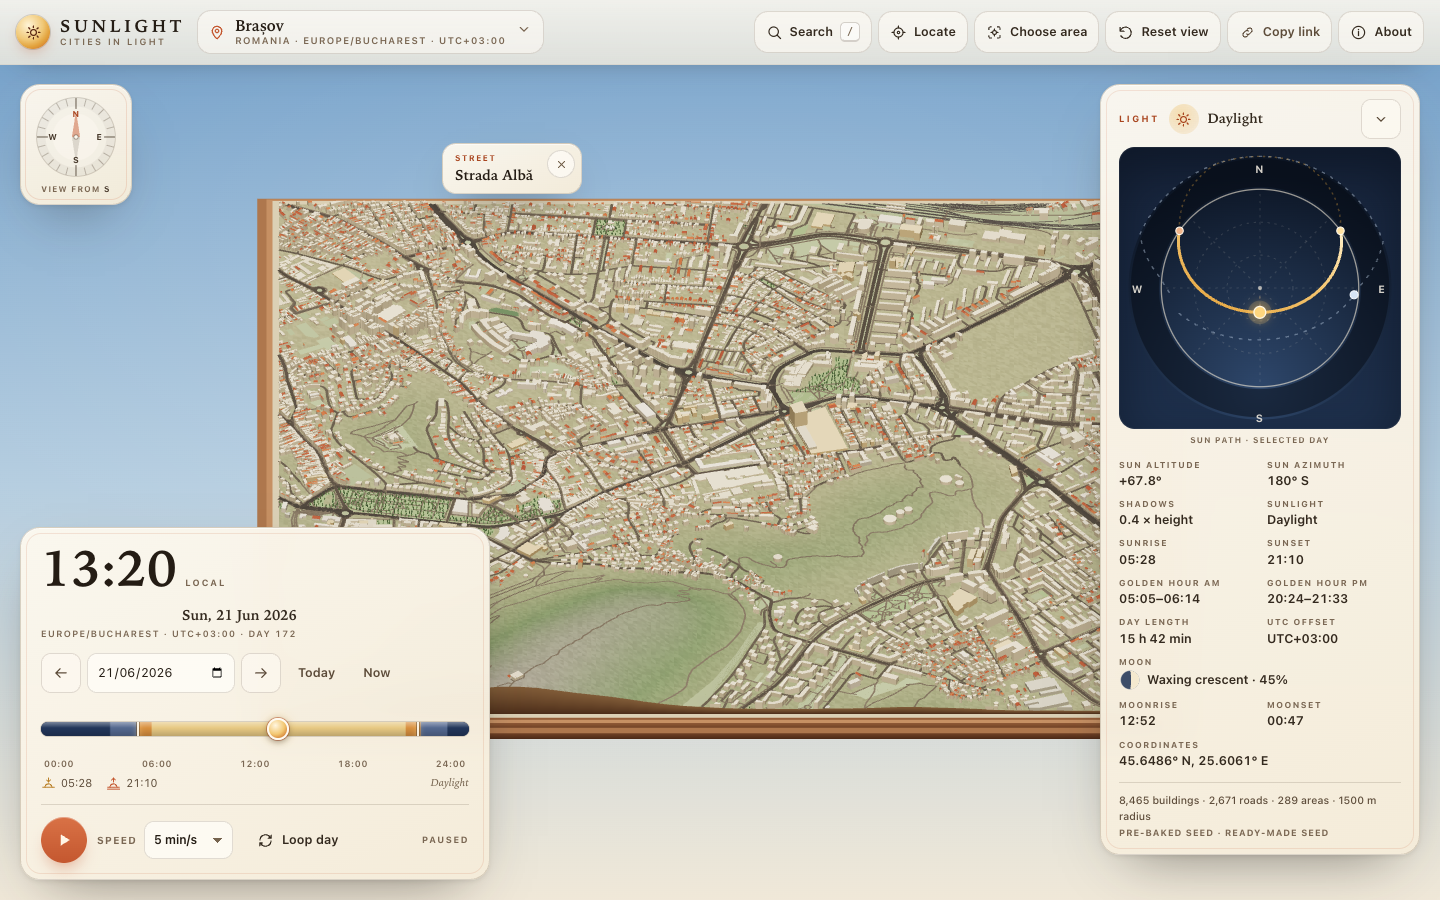 SUNLIGHT
CITIES IN LIGHT
Brașov
ROMANIA · EUROPE/BUCHAREST · UTC+03:00
Search /
Locate
Choose area
Reset view
Copy link
About
N
W E
S
VIEW FROM S
STREET
Strada Albă
LIGHT Daylight
N
W E
S
SUN PATH · SELECTED DAY
SUN ALTITUDE SUN AZIMUTH
+67.8° 180° S
SHADOWS SUNLIGHT
0.4 × height Daylight
SUNRISE SUNSET
05:28 21:10
GOLDEN HOUR AM GOLDEN HOUR PM
05:05–06:14 20:24–21:33
DAY LENGTH UTC OFFSET
15 h 42 min UTC+03:00
MOON
Waxing crescent · 45%
MOONRISE MOONSET
12:52 00:47
COORDINATES
45.6486° N, 25.6061° E
8,465 buildings · 2,671 roads · 289 areas · 1500 m
radius
PRE-BAKED SEED · READY-MADE SEED
13:20 LOCAL
Sun, 21 Jun 2026
EUROPE/BUCHAREST · UTC+03:00 · DAY 172
21/06/2026 Today Now
00:00 06:00 12:00 18:00 24:00
05:28 21:10 Daylight
SPEED 5 min/s Loop day PAUSED